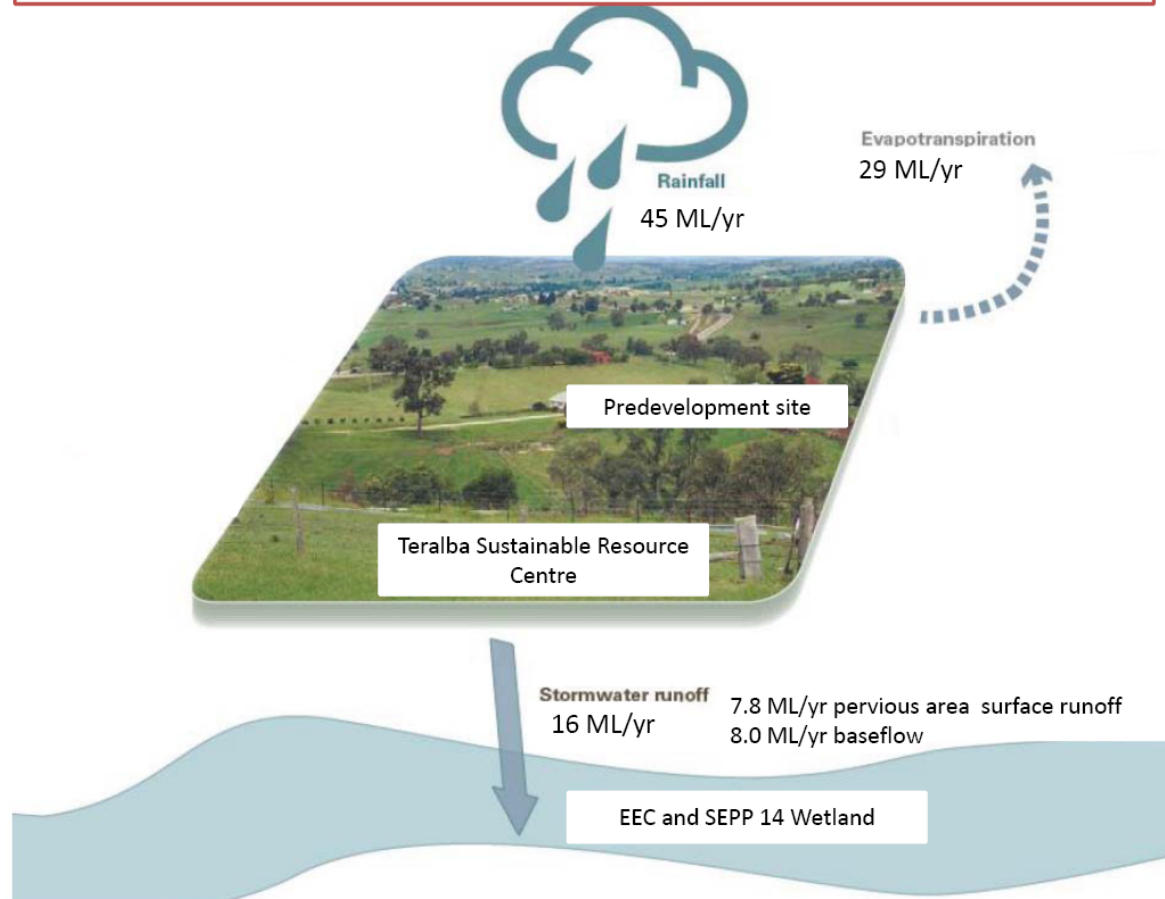 Evapotranspiration
29 ML/yr
Rainfall
45 ML/yr
Predevelopment site
Teralba Sustainable Resource
Centre
Stormwater runoff
16 ML/yr
7.8 ML/yr pervious area surface runoff
8.0 ML/yr baseflow
EEC and SEPP 14 Wetland